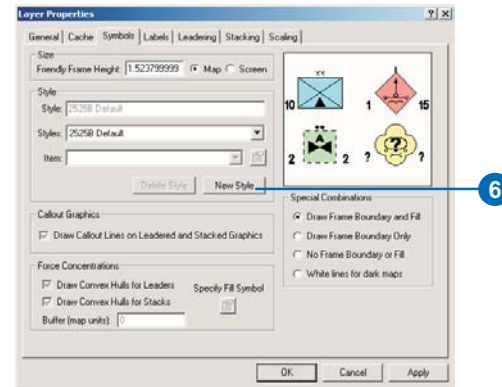 Layer Properties
General Cache Symbols Labels Leadering Stacking Scaling
Size
Friendly Frame Height: 1.523799999 Map Screen
Style
Style: 2525B Default
Styles: 2525B Default
Item:
Delete Style New Style
Callout Graphics
Draw Callout Lines on Leadered and Stacked Graphics
Force Concentrations
Draw Convex Hulls for Leaders
Draw Convex Hulls for Stacks
Specify Fill Symbol
Buffer (map units): 0
xx
10 1 15
2 2 ? ? ?
Special Combinations
Draw Frame Boundary and Fill
Draw Frame Boundary Only
No Frame Boundary or Fill
White lines for dark maps
OK Cancel Apply
6